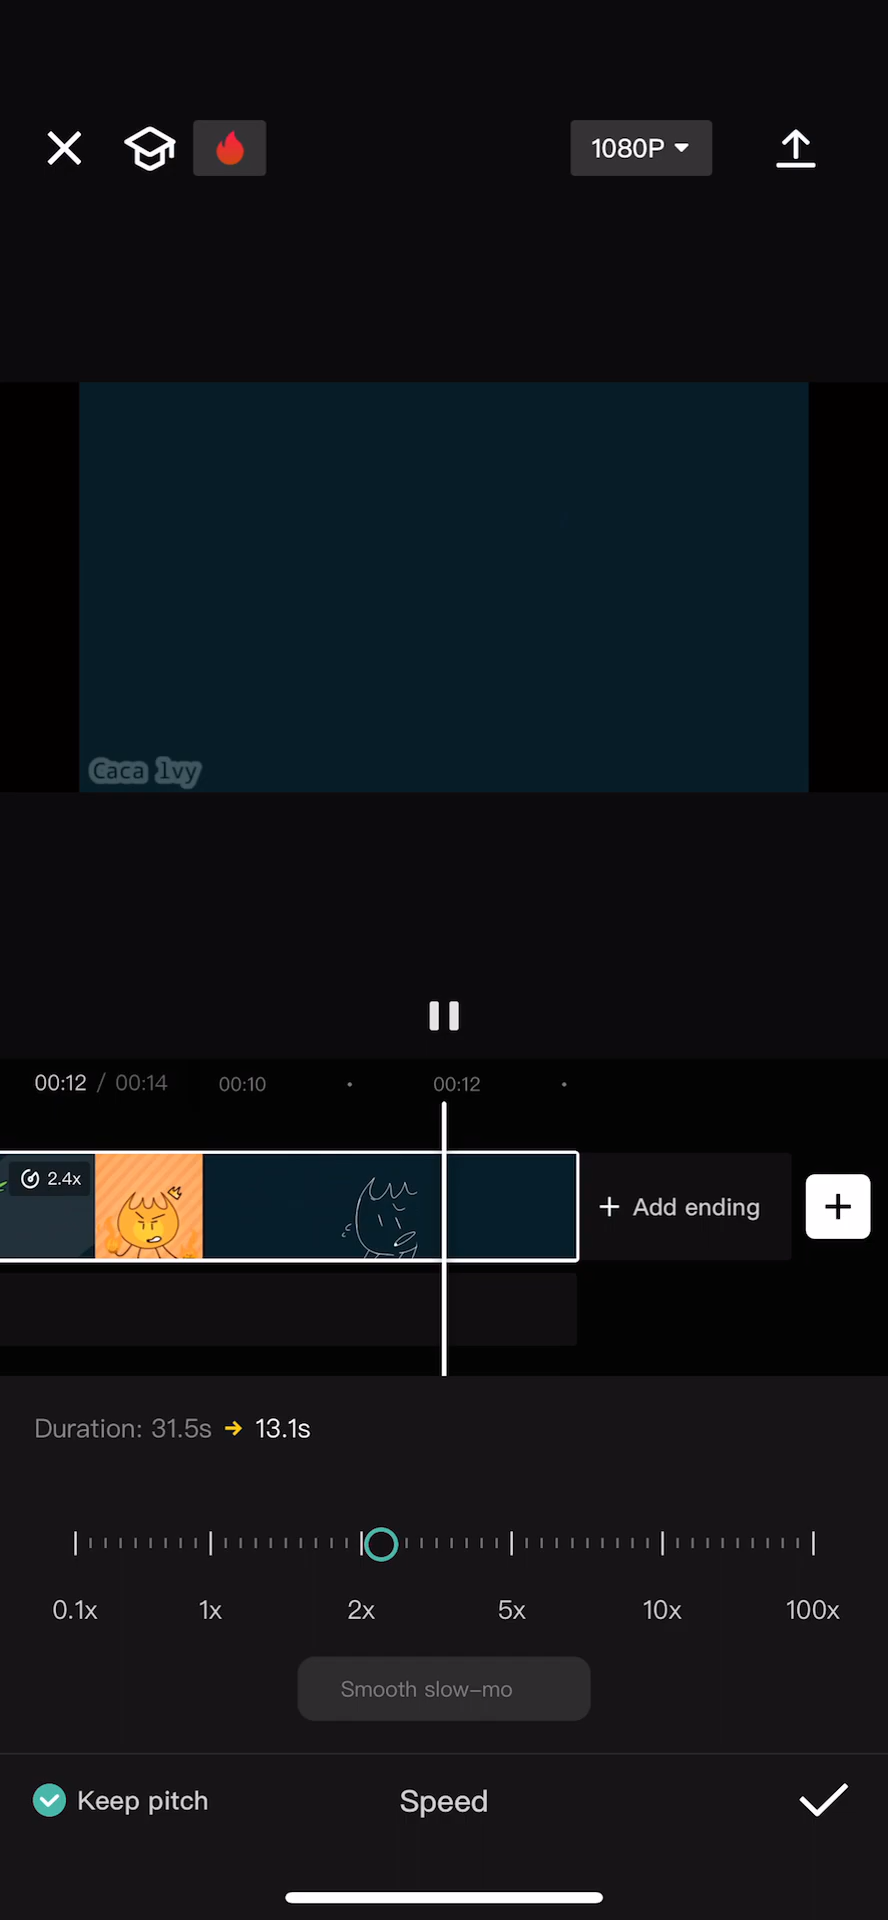 1080P
Caca lvy
00:12 / 00:14 00:10 00:12
2.4x
+ Add ending
Duration: 31.5s → 13.1s
0.1x 1x 2x 5x 10x 100x
Smooth slow-mo
Keep pitch Speed